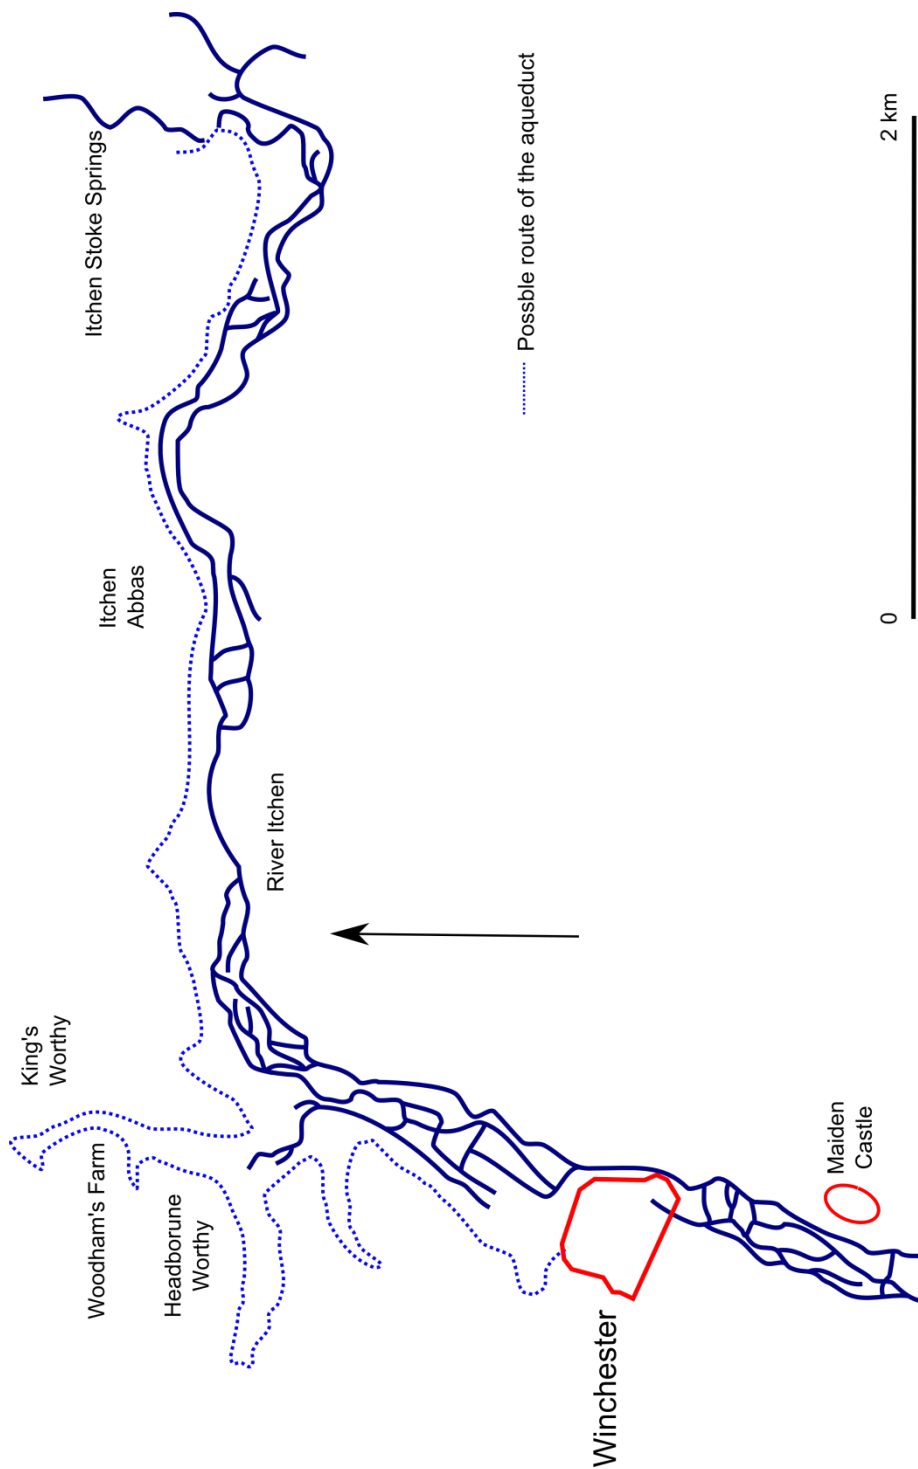 King's
Worthy
Woodham's Farm
Headborune
Worthy
Itchen
Abbas
Itchen Stoke Springs
River Itchen
Possble route of the aqueduct
Winchester
Maiden
Castle
0
2 km